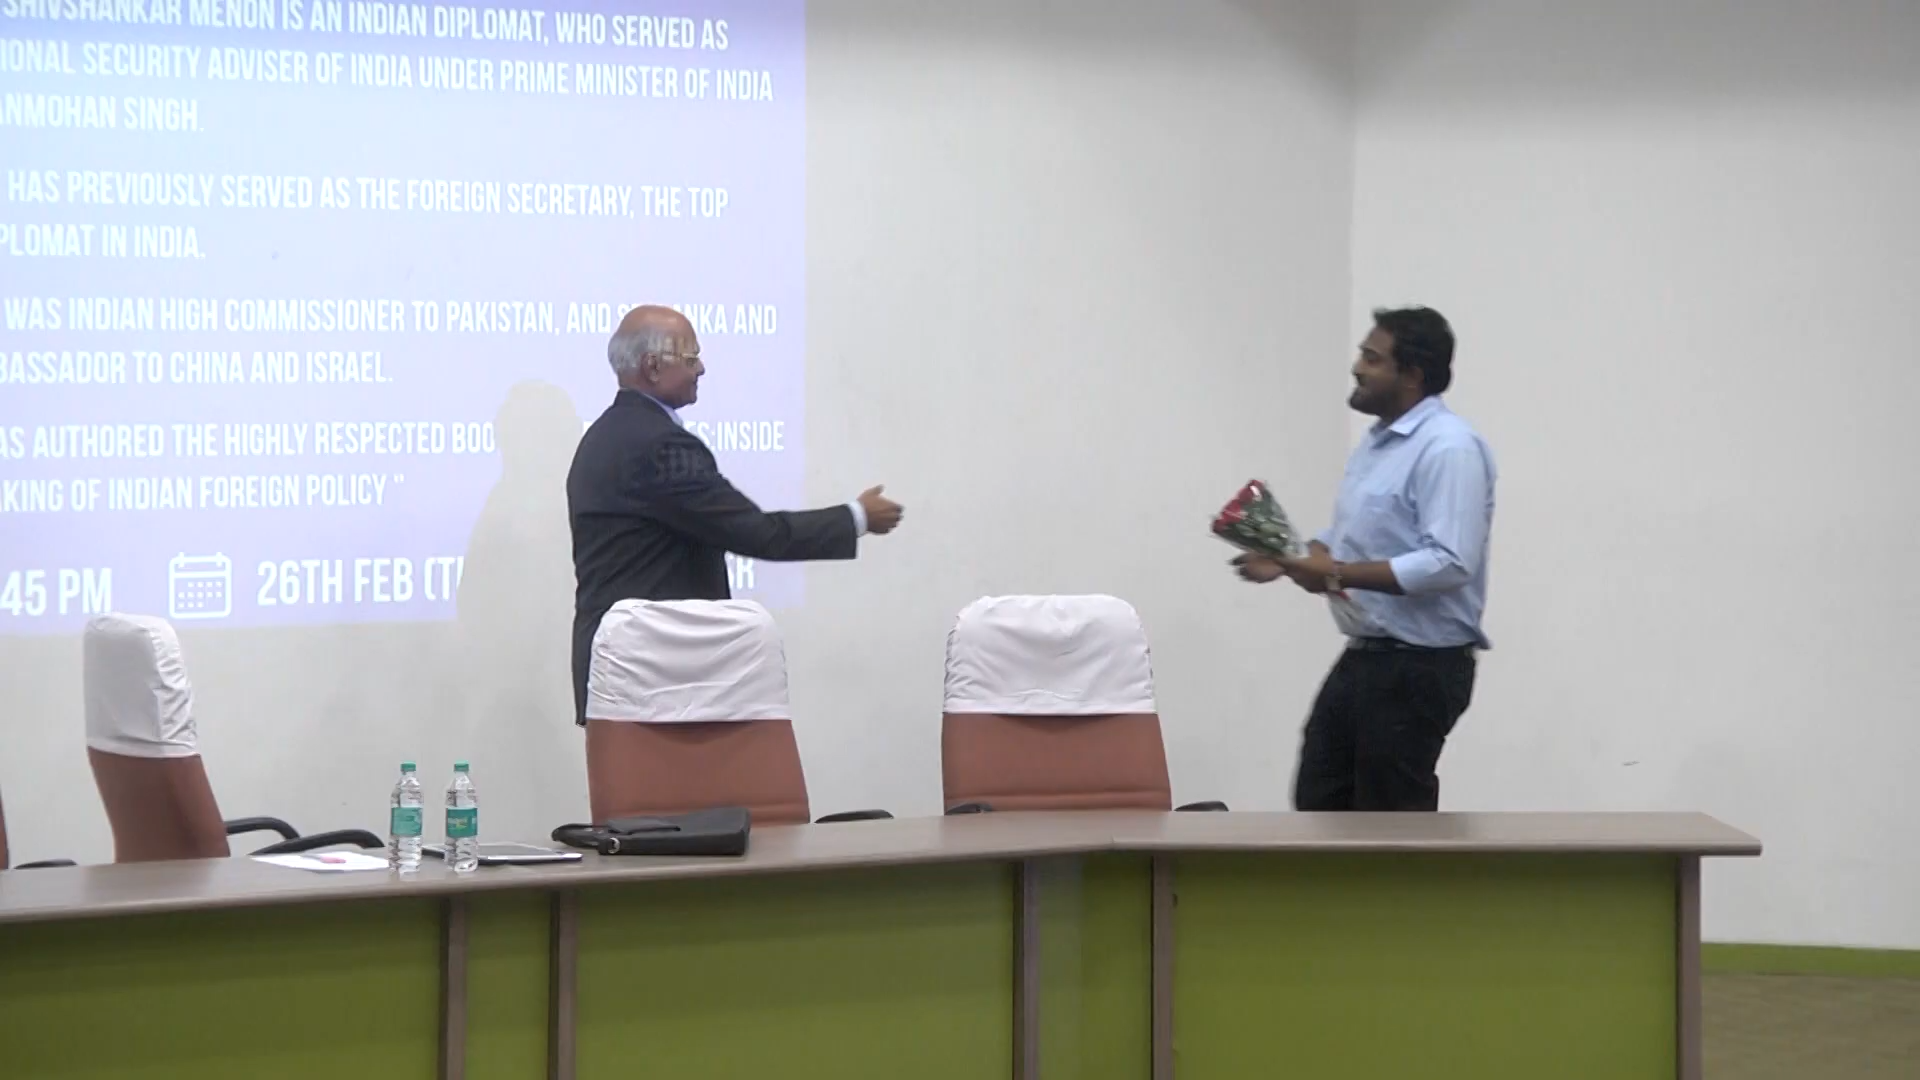 SHIVSHANKAR MENON IS AN INDIAN DIPLOMAT, WHO SERVED AS
IONAL SECURITY ADVISER OF INDIA UNDER PRIME MINISTER OF INDIA
ANMOHAN SINGH.
HAS PREVIOUSLY SERVED AS THE FOREIGN SECRETARY, THE TOP
PLOMAT IN INDIA.
WAS INDIAN HIGH COMMISSIONER TO PAKISTAN, AND S ANKA AND
BASSADOR TO CHINA AND ISRAEL.
AS AUTHORED THE HIGHLY RESPECTED BOO ES:INSIDE
AKING OF INDIAN FOREIGN POLICY "
45 PM 26TH FEB (T